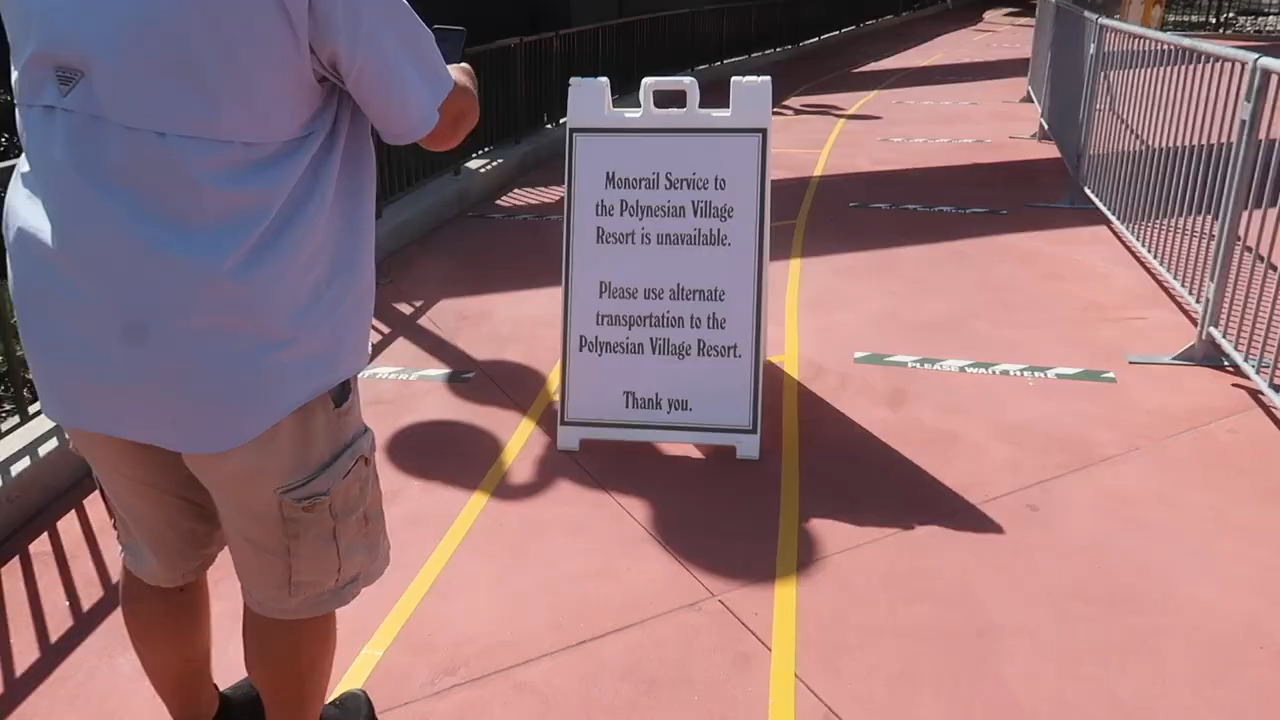 Monorail Service to
the Polynesian Village
Resort is unavailable.
Please use alternate
transportation to the
Polynesian Village Resort.
Thank you.
PLEASE WAIT HERE
HERE